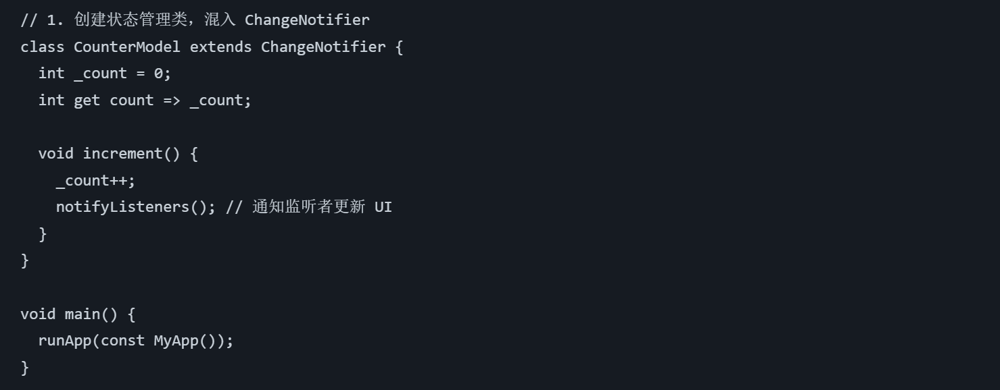 // 1. 创建状态管理类，混入 ChangeNotifier
class CounterModel extends ChangeNotifier {
  int _count = 0;
  int get count => _count;

  void increment() {
    _count++;
    notifyListeners(); // 通知监听者更新 UI
  }
}

void main() {
  runApp(const MyApp());
}